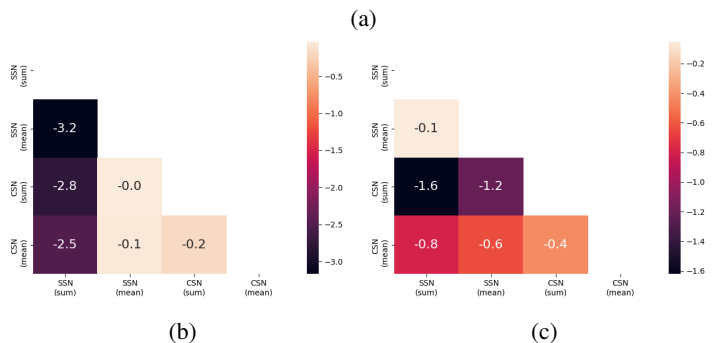 (a)
SSN
(sum)
SSN
(mean)
CSN
(sum)
CSN
(mean)
-3.2
-2.8
-0.0
-2.5
-0.1
-0.2
SSN
(sum)
SSN
(mean)
CSN
(sum)
CSN
(mean)
−0.5
−1.0
−1.5
−2.0
−2.5
−3.0
(b)
SSN
(sum)
SSN
(mean)
CSN
(sum)
CSN
(mean)
-0.1
-1.6
-1.2
-0.8
-0.6
-0.4
SSN
(sum)
SSN
(mean)
CSN
(sum)
CSN
(mean)
−0.2
−0.4
−0.6
−0.8
−1.0
−1.2
−1.4
−1.6
(c)